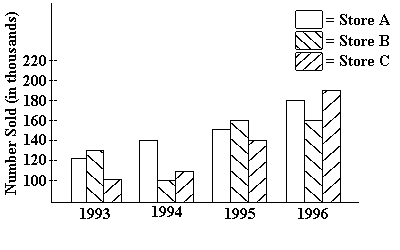 = Store A
= Store B
= Store C
Number Sold (in thousands)
220
200
180
160
140
120
100
1993
1994
1995
1996